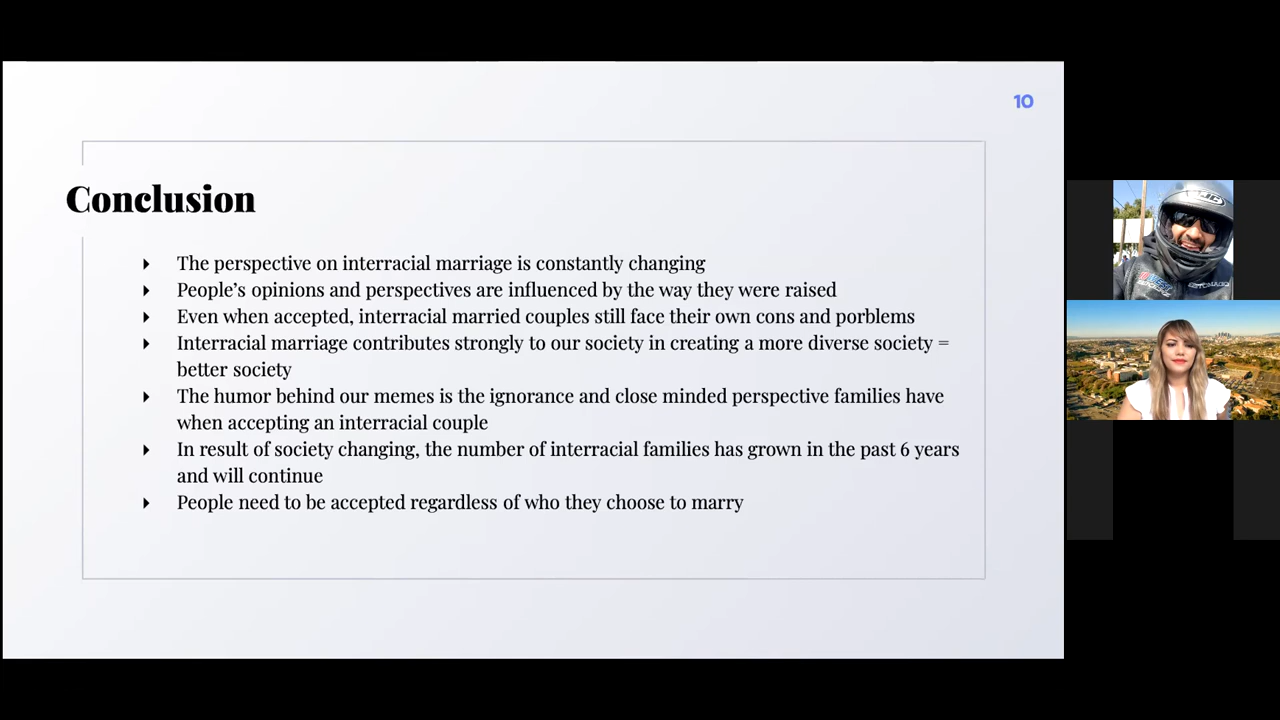 10
Conclusion
The perspective on interracial marriage is constantly changing
People's opinions and perspectives are influenced by the way they were raised
Even when accepted, interracial married couples still face their own cons and porblems
Interracial marriage contributes strongly to our society in creating a more diverse society =
better society
The humor behind our memes is the ignorance and close minded perspective families have
when accepting an interracial couple
In result of society changing, the number of interracial families has grown in the past 6 years
and will continue
People need to be accepted regardless of who they choose to marry